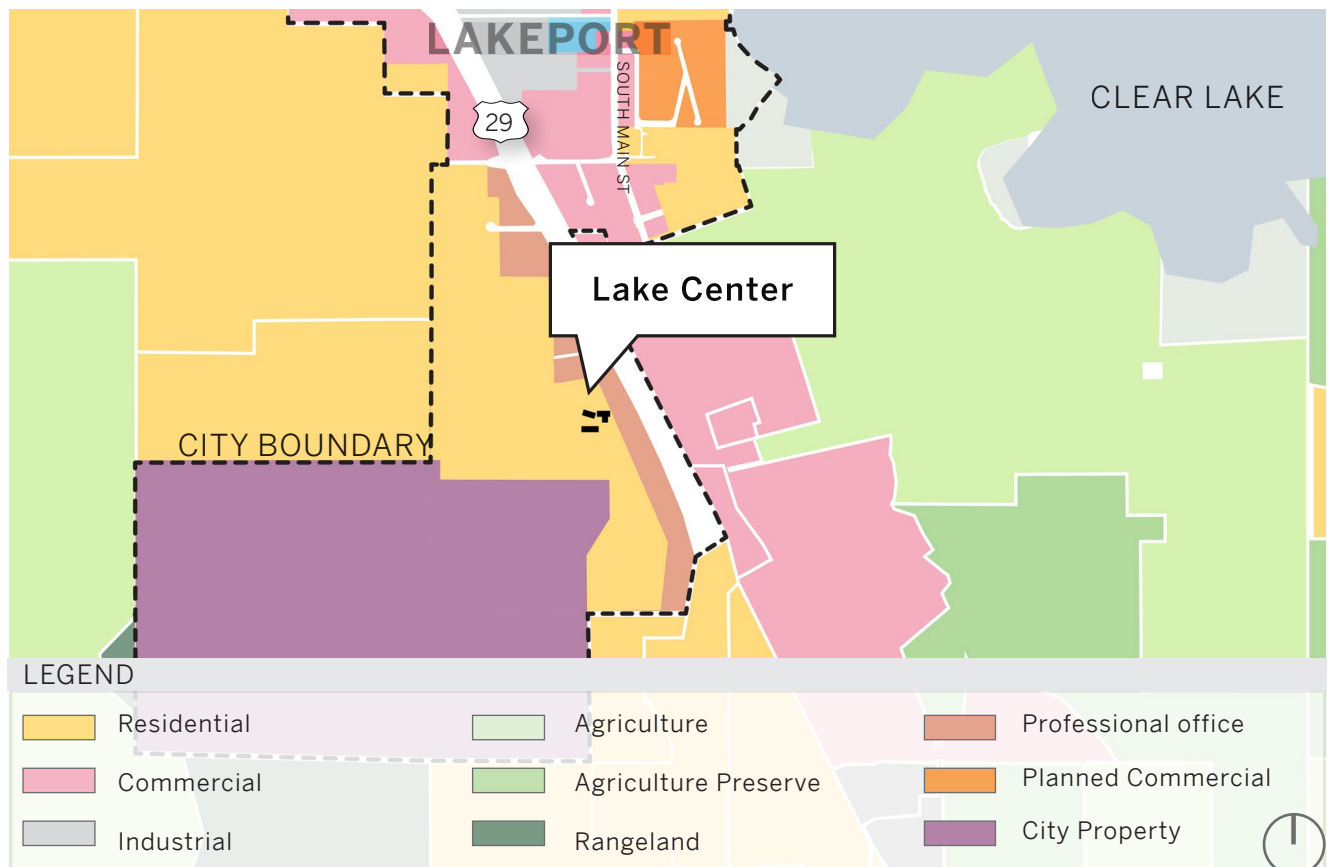 LAKEPORT
CLEAR LAKE
29
SOUTH MAIN ST
Lake Center
CITY BOUNDARY
LEGEND
Residential
Agriculture
Professional office
Commercial
Agriculture Preserve
Planned Commercial
Industrial
Rangeland
City Property